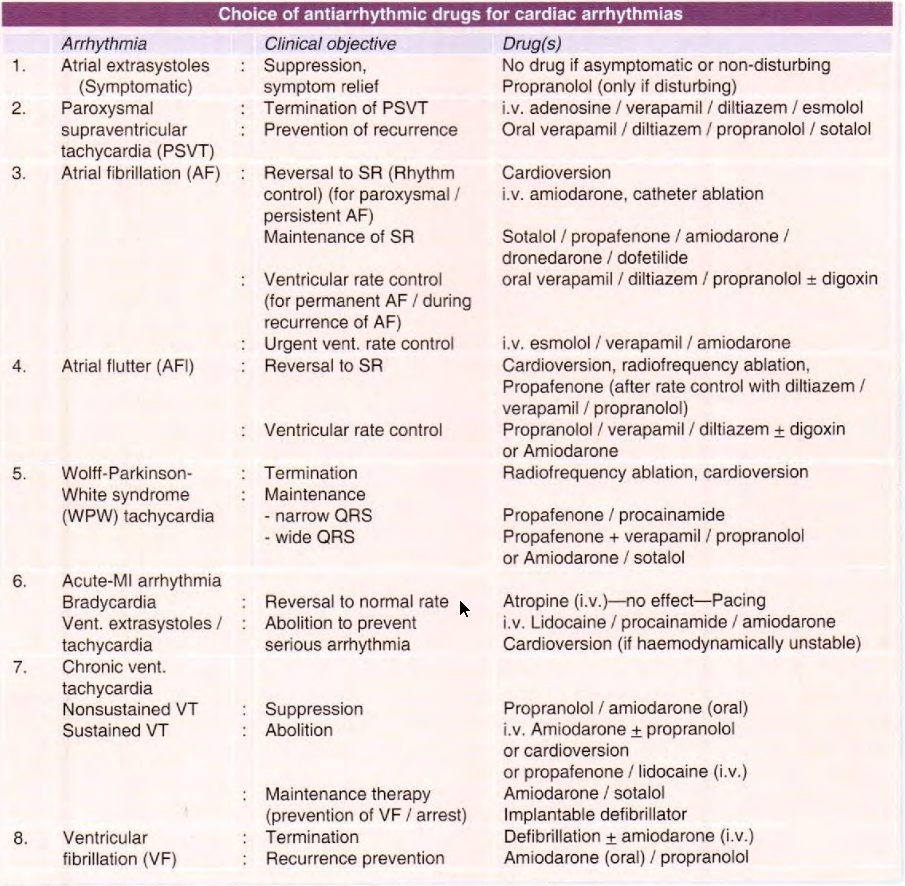 Choice of antiarrhythmic drugs for cardiac arrhythmias
Arrhythmia Clinical objective Drug(s)
1. Atrial extrasystoles : Suppression, No drug if asymptomatic or non-disturbing
(Symptomatic) symptom relief Propranolol (only if disturbing)
2. Paroxysmal : Termination of PSVT i.v. adenosine / verapamil / diltiazem / esmolol
supraventricular : Prevention of recurrence Oral verapamil / diltiazem / propranolol / sotalol
tachycardia (PSVT)
3. Atrial fibrillation (AF) : Reversal to SR (Rhythm Cardioversion
control) (for paroxysmal / i.v. amiodarone, catheter ablation
persistent AF)
Maintenance of SR Sotalol / propafenone / amiodarone /
dronedarone / dofetilide
: Ventricular rate control oral verapamil / diltiazem / propranolol ± digoxin
(for permanent AF / during
recurrence of AF)
: Urgent vent. rate control i.v. esmolol / verapamil / amiodarone
4. Atrial flutter (AFl) : Reversal to SR Cardioversion, radiofrequency ablation,
Propafenone (after rate control with diltiazem /
verapamil / propranolol)
: Ventricular rate control Propranolol / verapamil / diltiazem ± digoxin
or Amiodarone
5. Wolff-Parkinson- : Termination Radiofrequency ablation, cardioversion
White syndrome : Maintenance
(WPW) tachycardia - narrow QRS Propafenone / procainamide
- wide QRS Propafenone + verapamil / propranolol
or Amiodarone / sotalol
6. Acute-MI arrhythmia
Bradycardia : Reversal to normal rate Atropine (i.v.)—no effect—Pacing
Vent. extrasystoles / : Abolition to prevent i.v. Lidocaine / procainamide / amiodarone
tachycardia serious arrhythmia Cardioversion (if haemodynamically unstable)
7. Chronic vent.
tachycardia
Nonsustained VT : Suppression Propranolol / amiodarone (oral)
Sustained VT : Abolition i.v. Amiodarone ± propranolol
or cardioversion
or propafenone / lidocaine (i.v.)
: Maintenance therapy Amiodarone / sotalol
(prevention of VF / arrest) Implantable defibrillator
8. Ventricular : Termination Defibrillation ± amiodarone (i.v.)
fibrillation (VF) : Recurrence prevention Amiodarone (oral) / propranolol